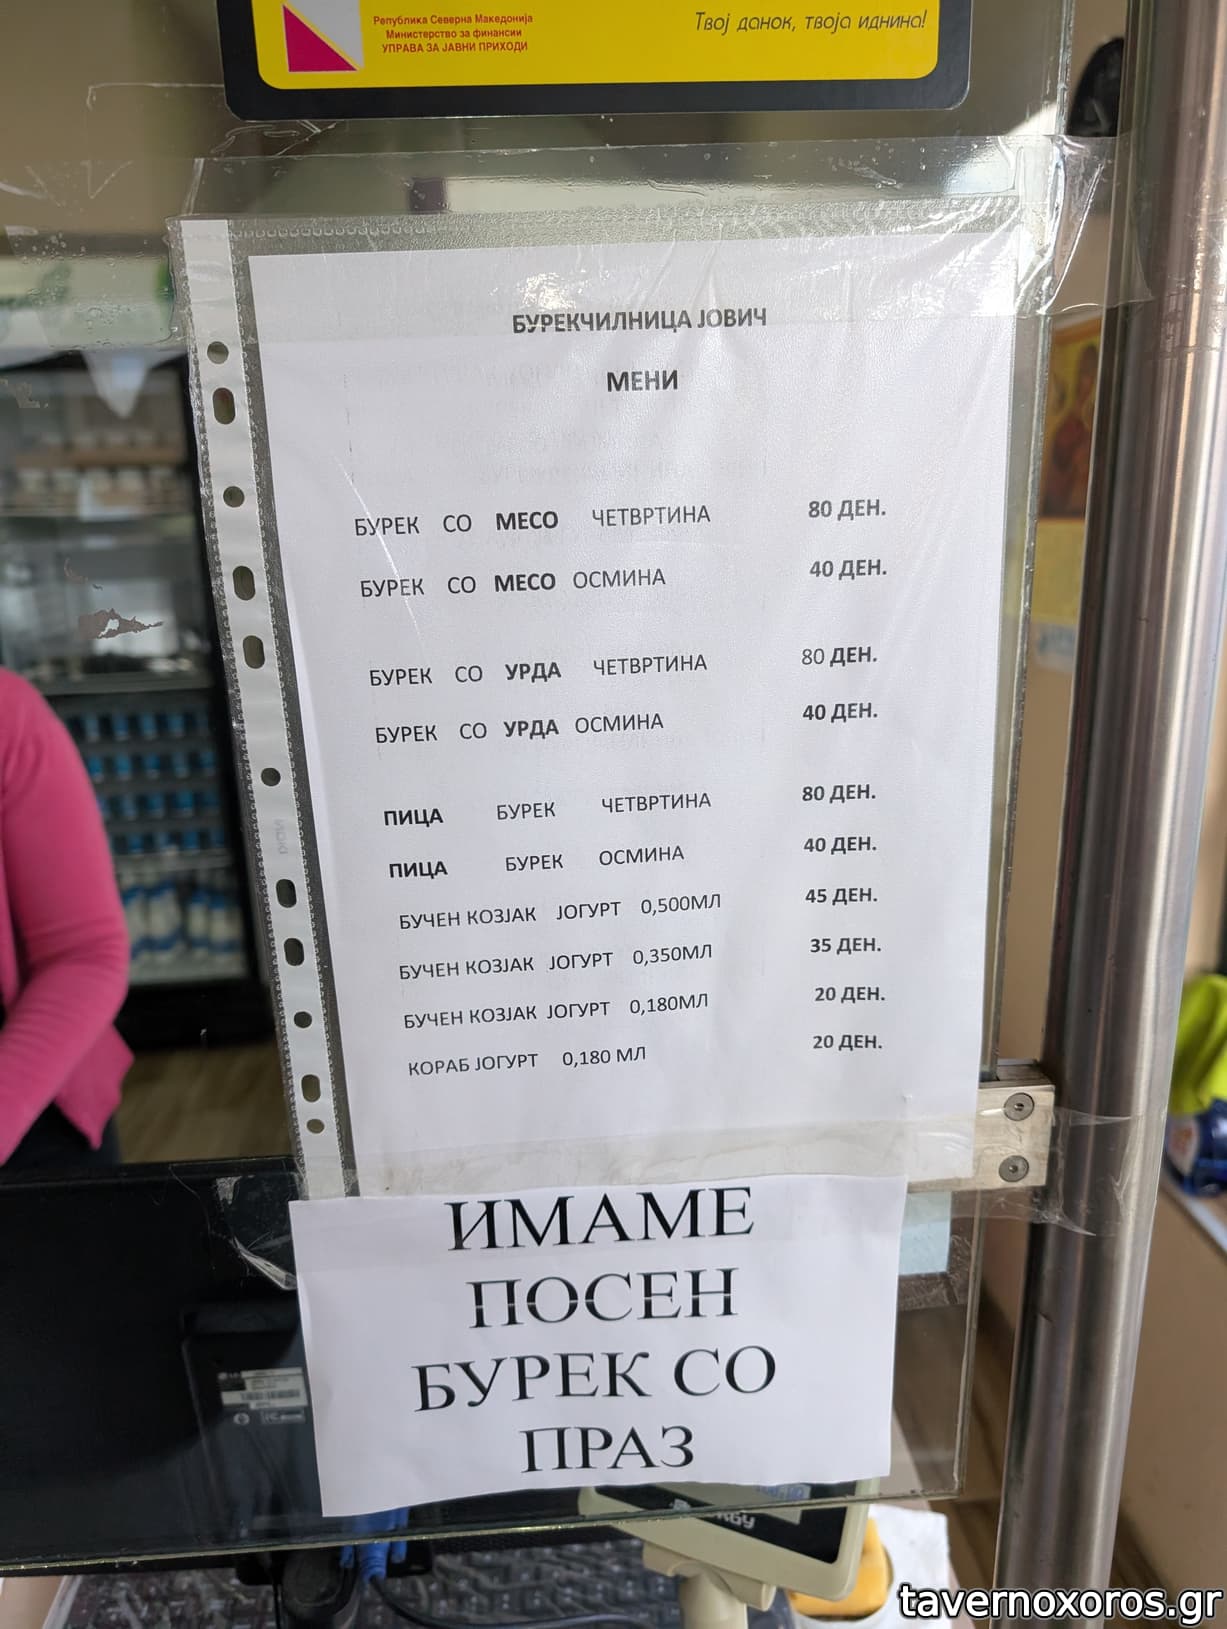 Република Северна Македонија
Министерство за финансии
УПРАВА ЗА ЈАВНИ ПРИХОДИ
Твој данок, твоја иднина!
БУРЕКЧИЛНИЦА ЈОВИЧ
МЕНИ
БУРЕК СО МЕСО ЧЕТВРТИНА 80 ДЕН.
БУРЕК СО МЕСО ОСМИНА 40 ДЕН.
БУРЕК СО УРДА ЧЕТВРТИНА 80 ДЕН.
БУРЕК СО УРДА ОСМИНА 40 ДЕН.
ПИЦА БУРЕК ЧЕТВРТИНА 80 ДЕН.
ПИЦА БУРЕК ОСМИНА 40 ДЕН.
БУЧЕН КОЗЈАК ЈОГУРТ 0,500МЛ 45 ДЕН.
БУЧЕН КОЗЈАК ЈОГУРТ 0,350МЛ 35 ДЕН.
БУЧЕН КОЗЈАК ЈОГУРТ 0,180МЛ 20 ДЕН.
КОРАБ ЈОГУРТ 0,180 МЛ 20 ДЕН.
ИМАМЕ
ПОСЕН
БУРЕК СО
ПРАЗ
tavernoxoros.gr